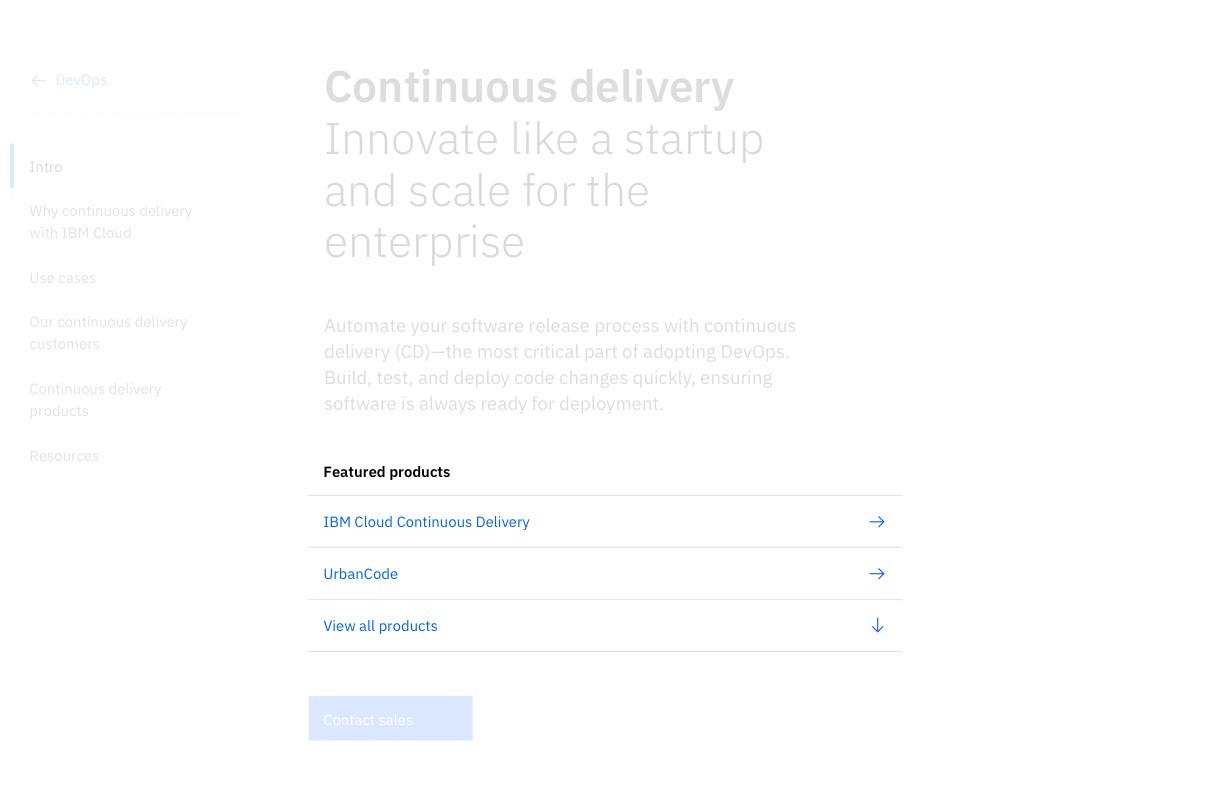 DevOps
Intro
Why continuous delivery
with IBM Cloud
Use cases
Our continuous delivery
customers
Continuous delivery
products
Resources
Continuous delivery
Innovate like a startup
and scale for the
enterprise
Automate your software release process with continuous
delivery (CD)—the most critical part of adopting DevOps.
Build, test, and deploy code changes quickly, ensuring
software is always ready for deployment.
Featured products
IBM Cloud Continuous Delivery
UrbanCode
View all products
Contact sales